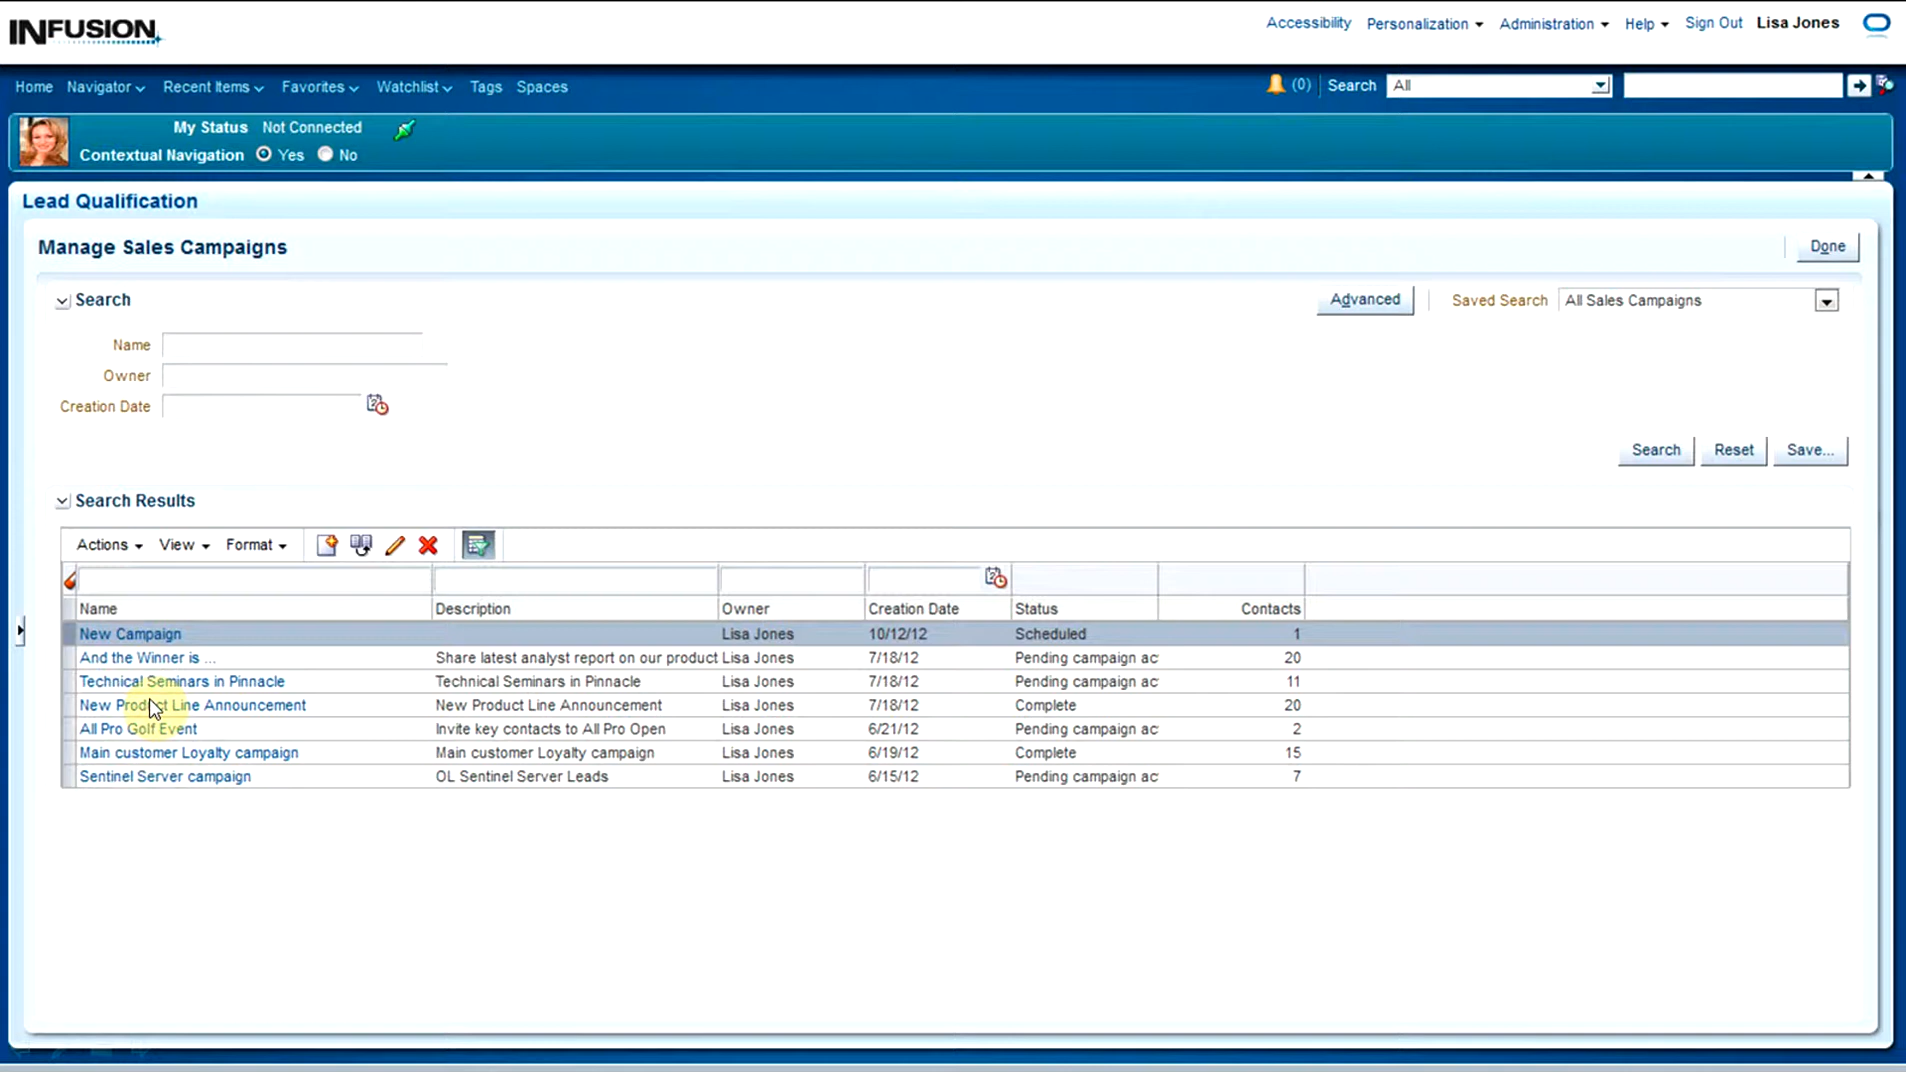 INFUSION
Accessibility Personalization Administration Help Sign Out Lisa Jones
Home Navigator Recent Items Favorites Watchlist Tags Spaces (0) Search All
My Status Not Connected
Contextual Navigation Yes No
Lead Qualification
Manage Sales Campaigns Done
Search Advanced Saved Search All Sales Campaigns
Name
Owner
Creation Date
Search Reset Save...
Search Results
Actions View Format
Name Description Owner Creation Date Status Contacts
New Campaign Lisa Jones 10/12/12 Scheduled 1
And the Winner is ... Share latest analyst report on our product Lisa Jones 7/18/12 Pending campaign ac 20
Technical Seminars in Pinnacle Technical Seminars in Pinnacle Lisa Jones 7/18/12 Pending campaign ac 11
New Product Line Announcement New Product Line Announcement Lisa Jones 7/18/12 Complete 20
All Pro Golf Event Invite key contacts to All Pro Open Lisa Jones 6/21/12 Pending campaign ac 2
Main customer Loyalty campaign Main customer Loyalty campaign Lisa Jones 6/19/12 Complete 15
Sentinel Server campaign OL Sentinel Server Leads Lisa Jones 6/15/12 Pending campaign ac 7